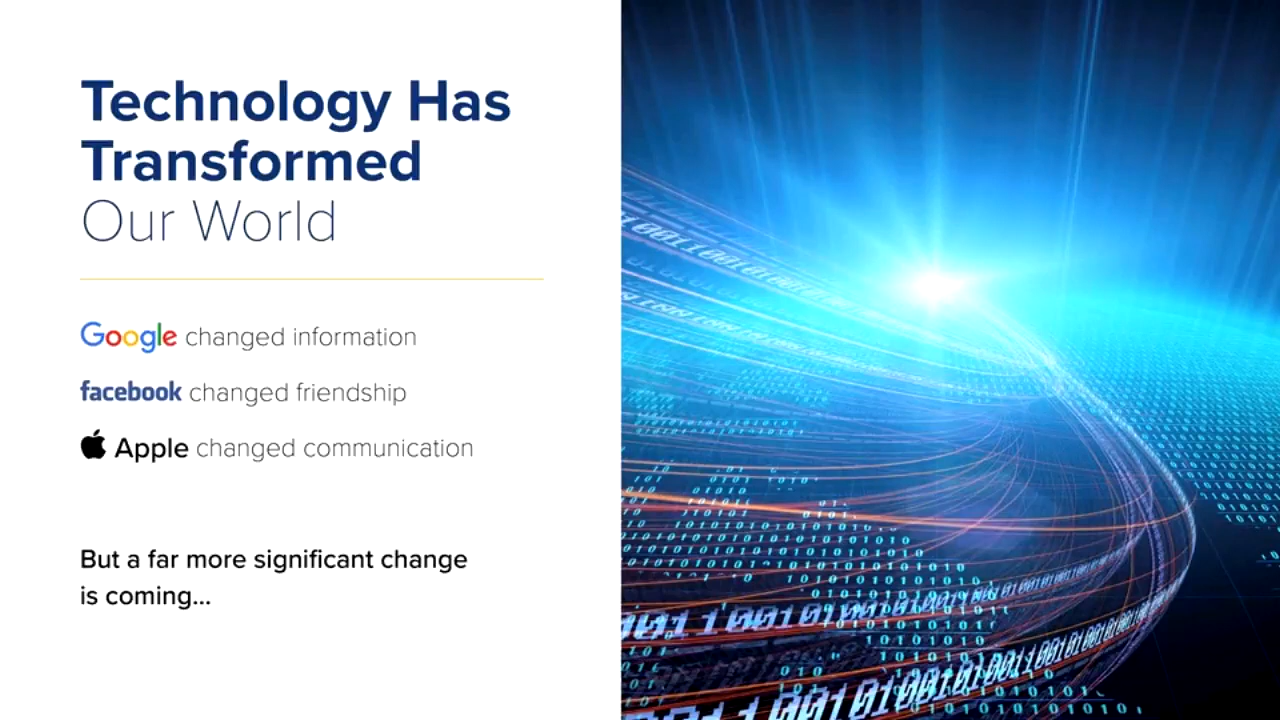 Technology Has
Transformed
Our World
Google changed information
facebook changed friendship
Apple changed communication
But a far more significant change
is coming...